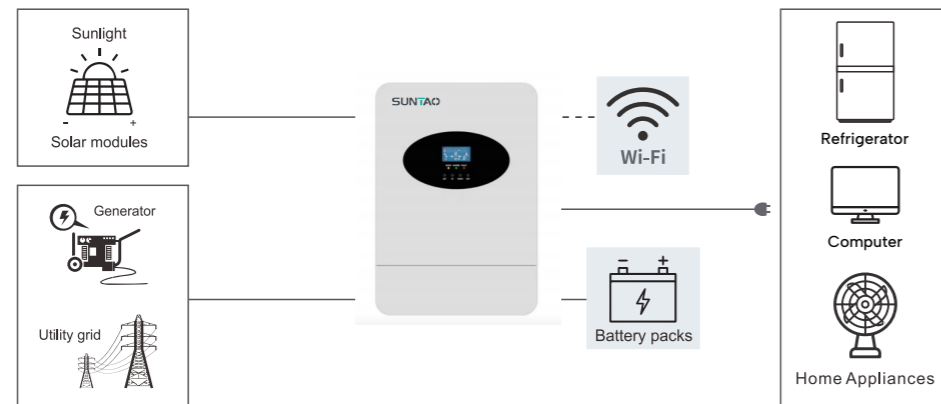 Sunlight
- +
Solar modules
Generator
Utility grid
SUNTAO
Wi-Fi
- +
Battery packs
Refrigerator
Computer
Home Appliances